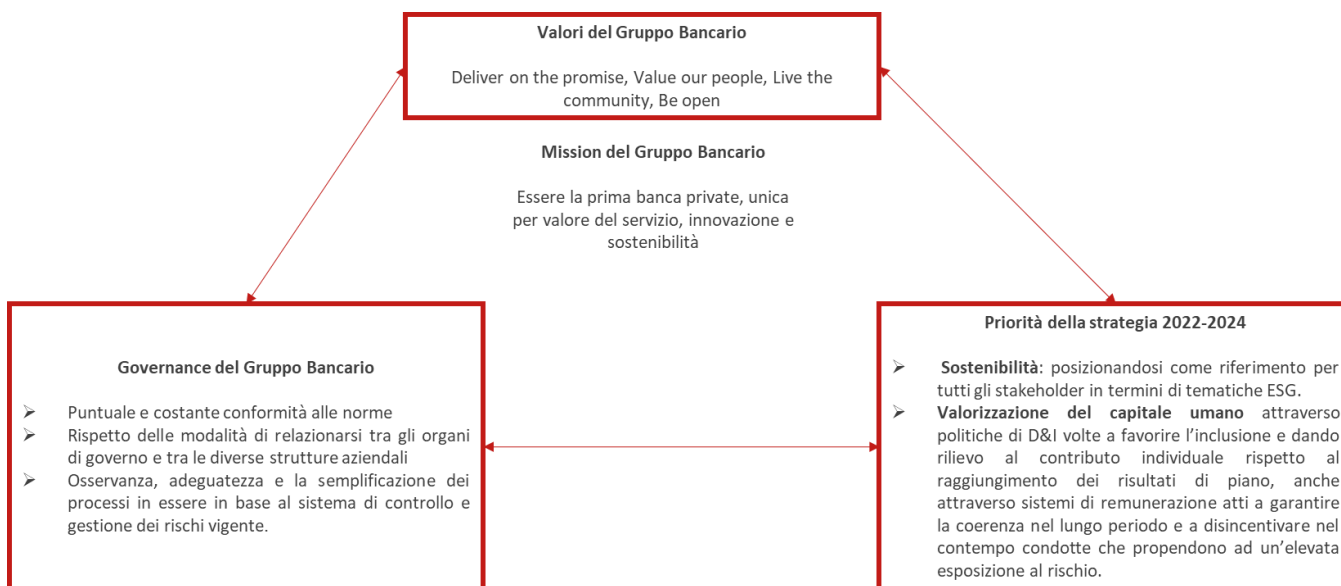 Valori del Gruppo Bancario
Deliver on the promise, Value our people, Live the
community, Be open
Mission del Gruppo Bancario
Essere la prima banca private, unica
per valore del servizio, innovazione e
sostenibilità
Governance del Gruppo Bancario
➢ Puntuale e costante conformità alle norme
➢ Rispetto delle modalità di relazionarsi tra gli organi
di governo e tra le diverse strutture aziendali
➢ Osservanza, adeguatezza e la semplificazione dei
processi in essere in base al sistema di controllo e
gestione dei rischi vigente.
Priorità della strategia 2022-2024
➢ Sostenibilità: posizionandosi come riferimento per
tutti gli stakeholder in termini di tematiche ESG.
➢ Valorizzazione del capitale umano attraverso
politiche di D&I volte a favorire l’inclusione e dando
rilievo al contributo individuale rispetto al
raggiungimento dei risultati di piano, anche
attraverso sistemi di remunerazione atti a garantire
la coerenza nel lungo periodo e a disincentivare nel
contempo condotte che propendono ad un’elevata
esposizione al rischio.